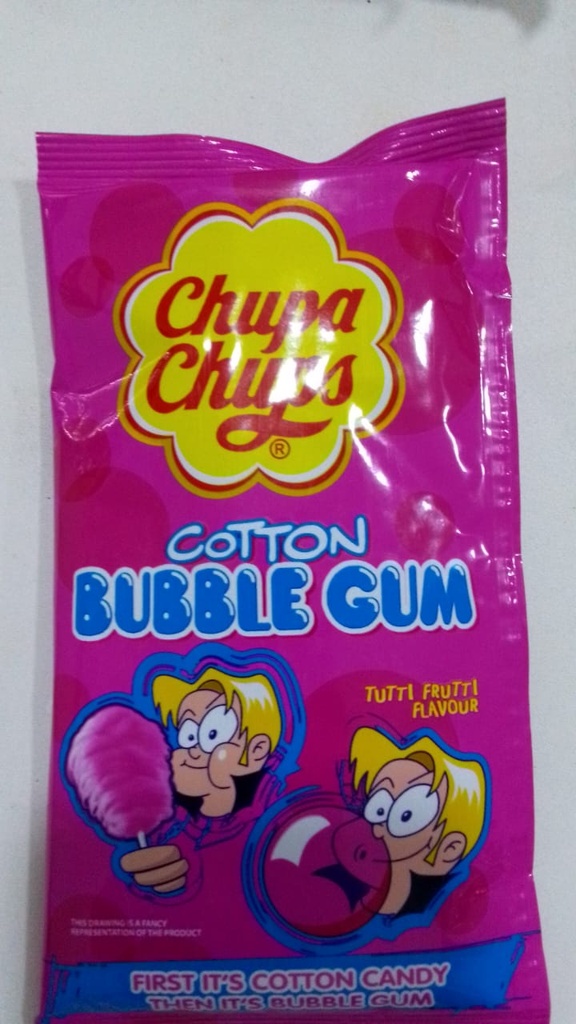 Chupa
Chups
®
COTTON
BUBBLE GUM
TUTTI FRUTTI
FLAVOUR
THIS DRAWING IS A FANCY
REPRESENTATION OF THE PRODUCT
FIRST IT'S COTTON CANDY
THEN IT'S BUBBLE GUM